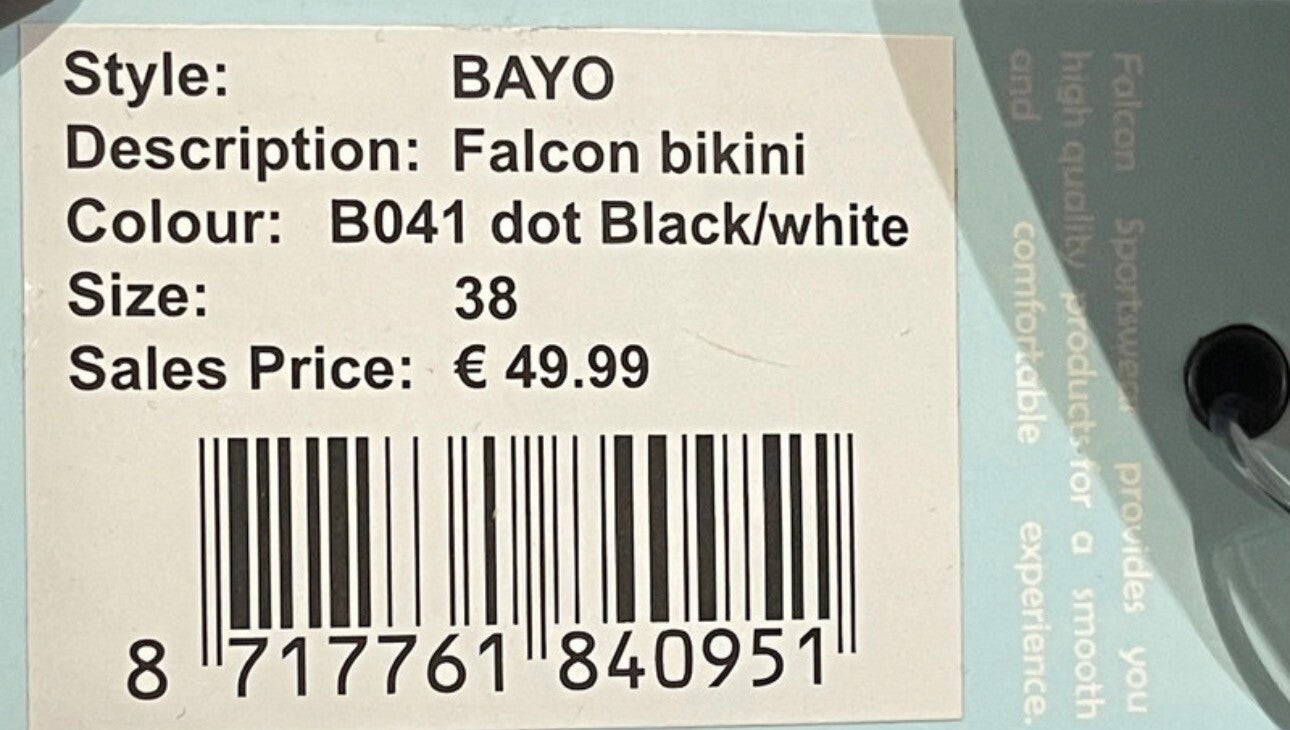 Style: BAYO
Description: Falcon bikini
Colour: B041 dot Black/white
Size: 38
Sales Price: € 49.99
8 717761 840951
Falcon Sportswear provides you
high quality products for a smooth
and comfortable experience.